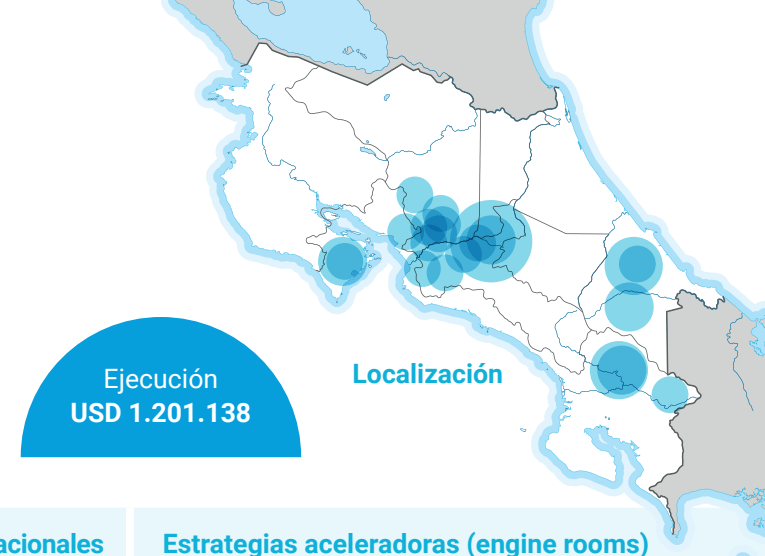 Localización
Ejecución
USD 1.201.138
acionales
Estrategias aceleradoras (engine rooms)